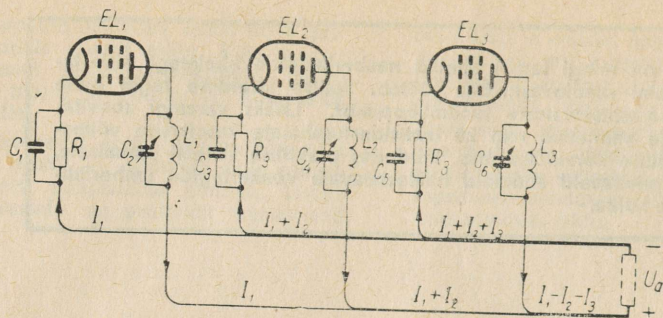 EL₁ EL₂ EL₃
C₁ R₁ C₂ L₁ C₃ R₃ C₄ L₂ C₅ R₃ C₆ L₃
I₁ I₁+I₂ I₁+I₂+I₃ −
Uₐ
I₁ I₁+I₂ I₁-I₂-I₃ +